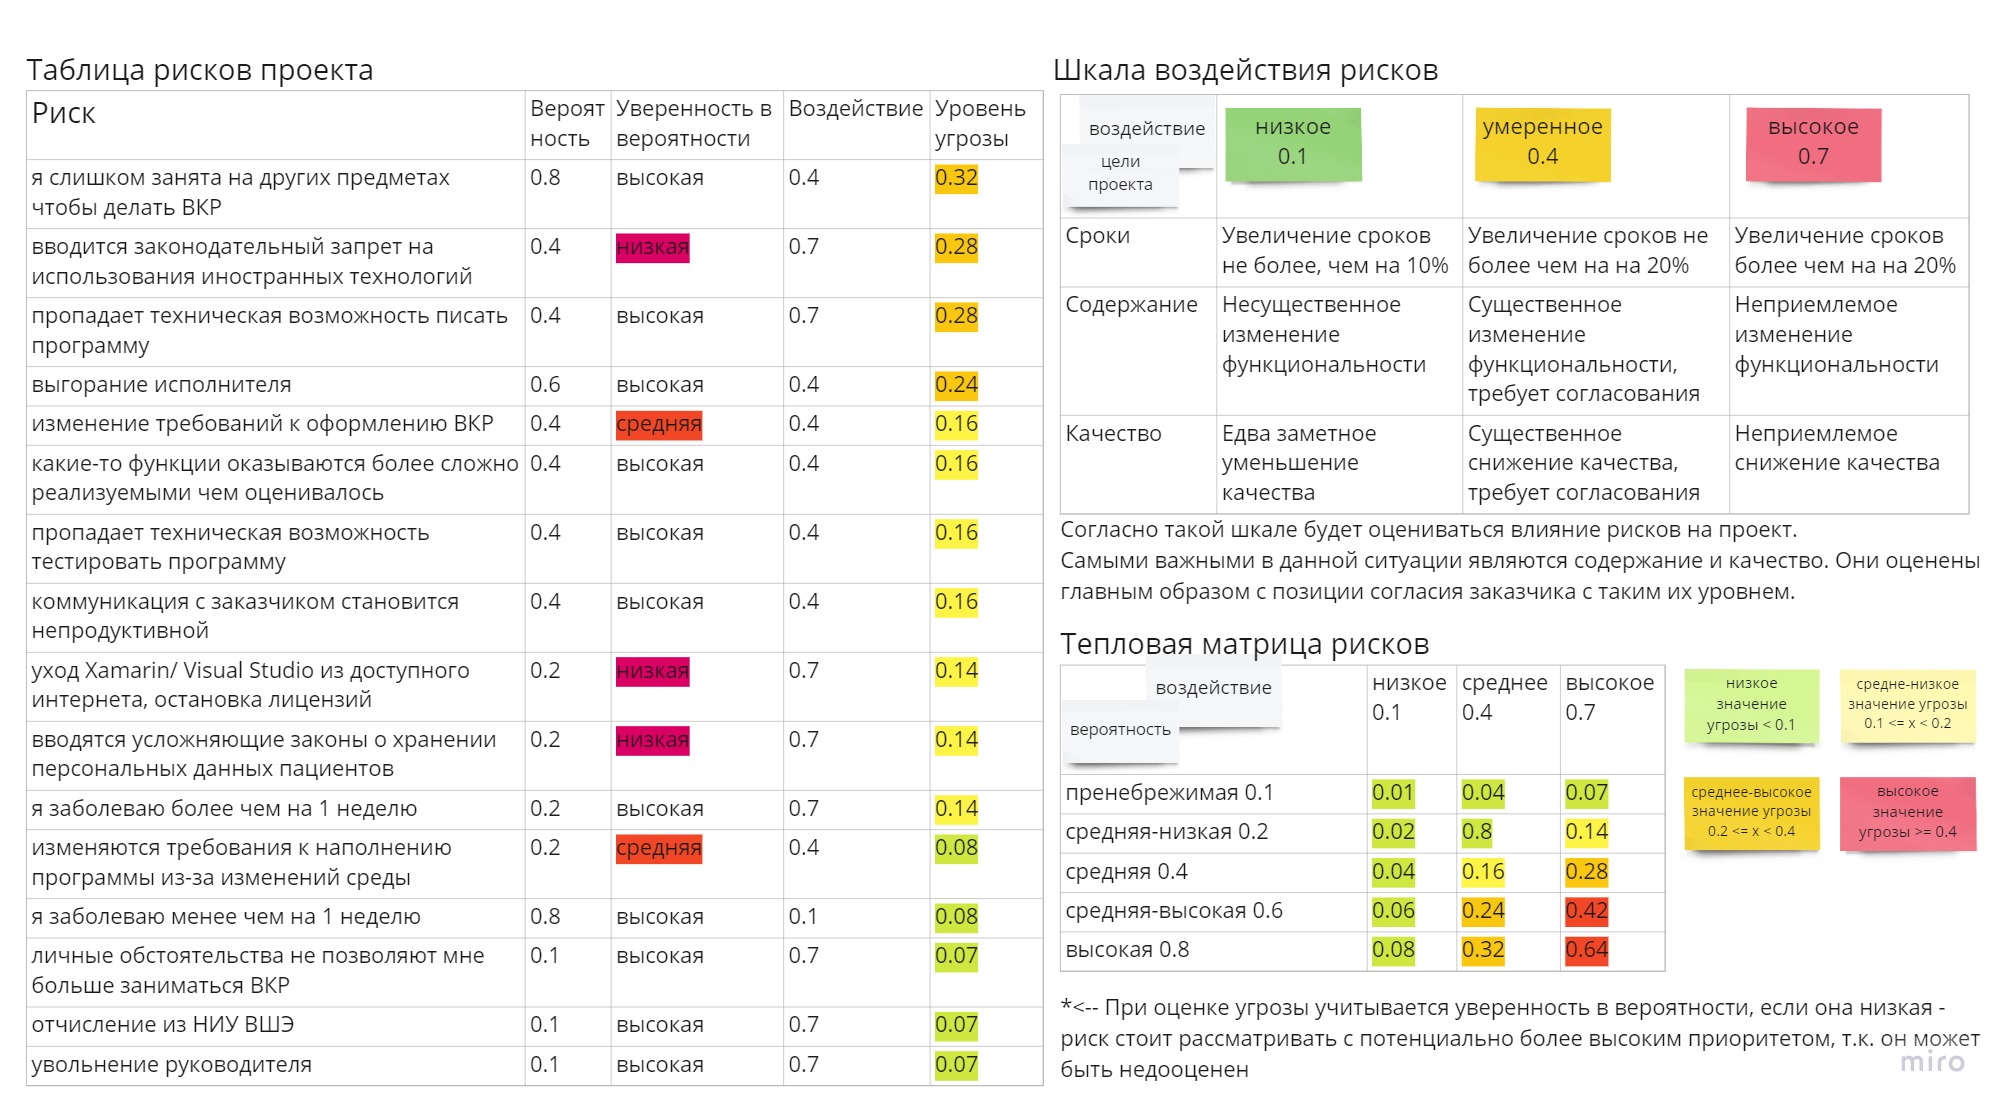 Таблица рисков проекта
Риск
Вероят
ность
Уверенность в
вероятности
Воздействие
Уровень
угрозы
я слишком занята на других предметах
чтобы делать ВКР
0.8
высокая
0.4
0.32
вводится законодательный запрет на
использования иностранных технологий
0.4
низкая
0.7
0.28
пропадает техническая возможность писать
программу
0.4
высокая
0.7
0.28
выгорание исполнителя
0.6
высокая
0.4
0.24
изменение требований к оформлению ВКР
0.4
средняя
0.4
0.16
какие-то функции оказываются более сложно
реализуемыми чем оценивалось
0.4
высокая
0.4
0.16
пропадает техническая возможность
тестировать программу
0.4
высокая
0.4
0.16
коммуникация с заказчиком становится
непродуктивной
0.4
высокая
0.4
0.16
уход Xamarin/ Visual Studio из доступного
интернета, остановка лицензий
0.2
низкая
0.7
0.14
вводятся усложняющие законы о хранении
персональных данных пациентов
0.2
низкая
0.7
0.14
я заболеваю более чем на 1 неделю
0.2
высокая
0.7
0.14
изменяются требования к наполнению
программы из-за изменений среды
0.2
средняя
0.4
0.08
я заболеваю менее чем на 1 неделю
0.8
высокая
0.1
0.08
личные обстоятельства не позволяют мне
больше заниматься ВКР
0.1
высокая
0.7
0.07
отчисление из НИУ ВШЭ
0.1
высокая
0.7
0.07
увольнение руководителя
0.1
высокая
0.7
0.07
Шкала воздействия рисков
воздействие
цели
проекта
низкое
0.1
умеренное
0.4
высокое
0.7
Сроки
Увеличение сроков
не более, чем на 10%
Увеличение сроков не
более чем на на 20%
Увеличение сроков
более чем на на 20%
Содержание
Несущественное
изменение
функциональности
Существенное
изменение
функциональности,
требует согласования
Неприемлемое
изменение
функциональности
Качество
Едва заметное
уменьшение
качества
Существенное
снижение качества,
требует согласования
Неприемлемое
снижение качества
Согласно такой шкале будет оцениваться влияние рисков на проект.
Самыми важными в данной ситуации являются содержание и качество. Они оценены
главным образом с позиции согласия заказчика с таким их уровнем.
Тепловая матрица рисков
воздействие
вероятность
низкое
0.1
среднее
0.4
высокое
0.7
пренебрежимая 0.1
0.01
0.04
0.07
средняя-низкая 0.2
0.02
0.8
0.14
средняя 0.4
0.04
0.16
0.28
средняя-высокая 0.6
0.06
0.24
0.42
высокая 0.8
0.08
0.32
0.64
низкое
значение
угрозы < 0.1
средне-низкое
значение угрозы
0.1 <= x < 0.2
среднее-высокое
значение угрозы
0.2 <= x < 0.4
высокое
значение
угрозы >= 0.4
*<-- При оценке угрозы учитывается уверенность в вероятности, если она низкая -
риск стоит рассматривать с потенциально более высоким приоритетом, т.к. он может
быть недооценен
miro